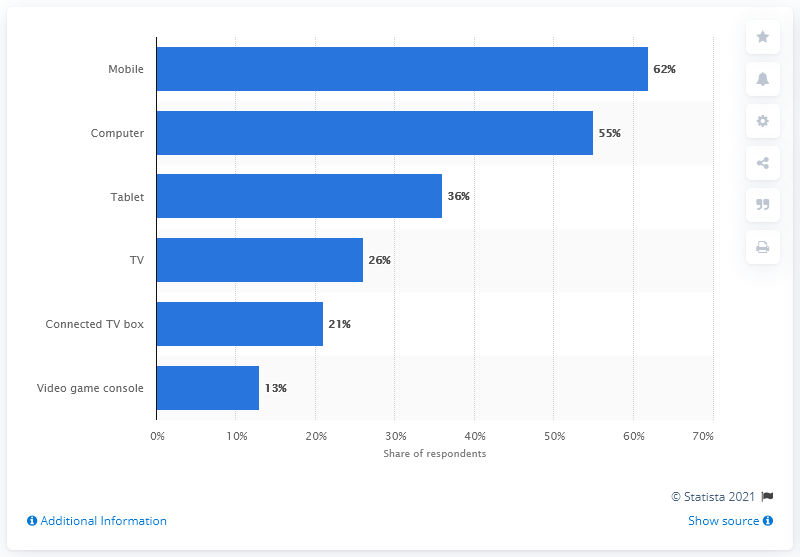 Mobile 62%
Computer 55%
Tablet 36%
TV 26%
Connected TV box 21%
Video game console 13%
0% 10% 20% 30% 40% 50% 60% 70%
Share of respondents
© Statista 2021
Additional Information Show source